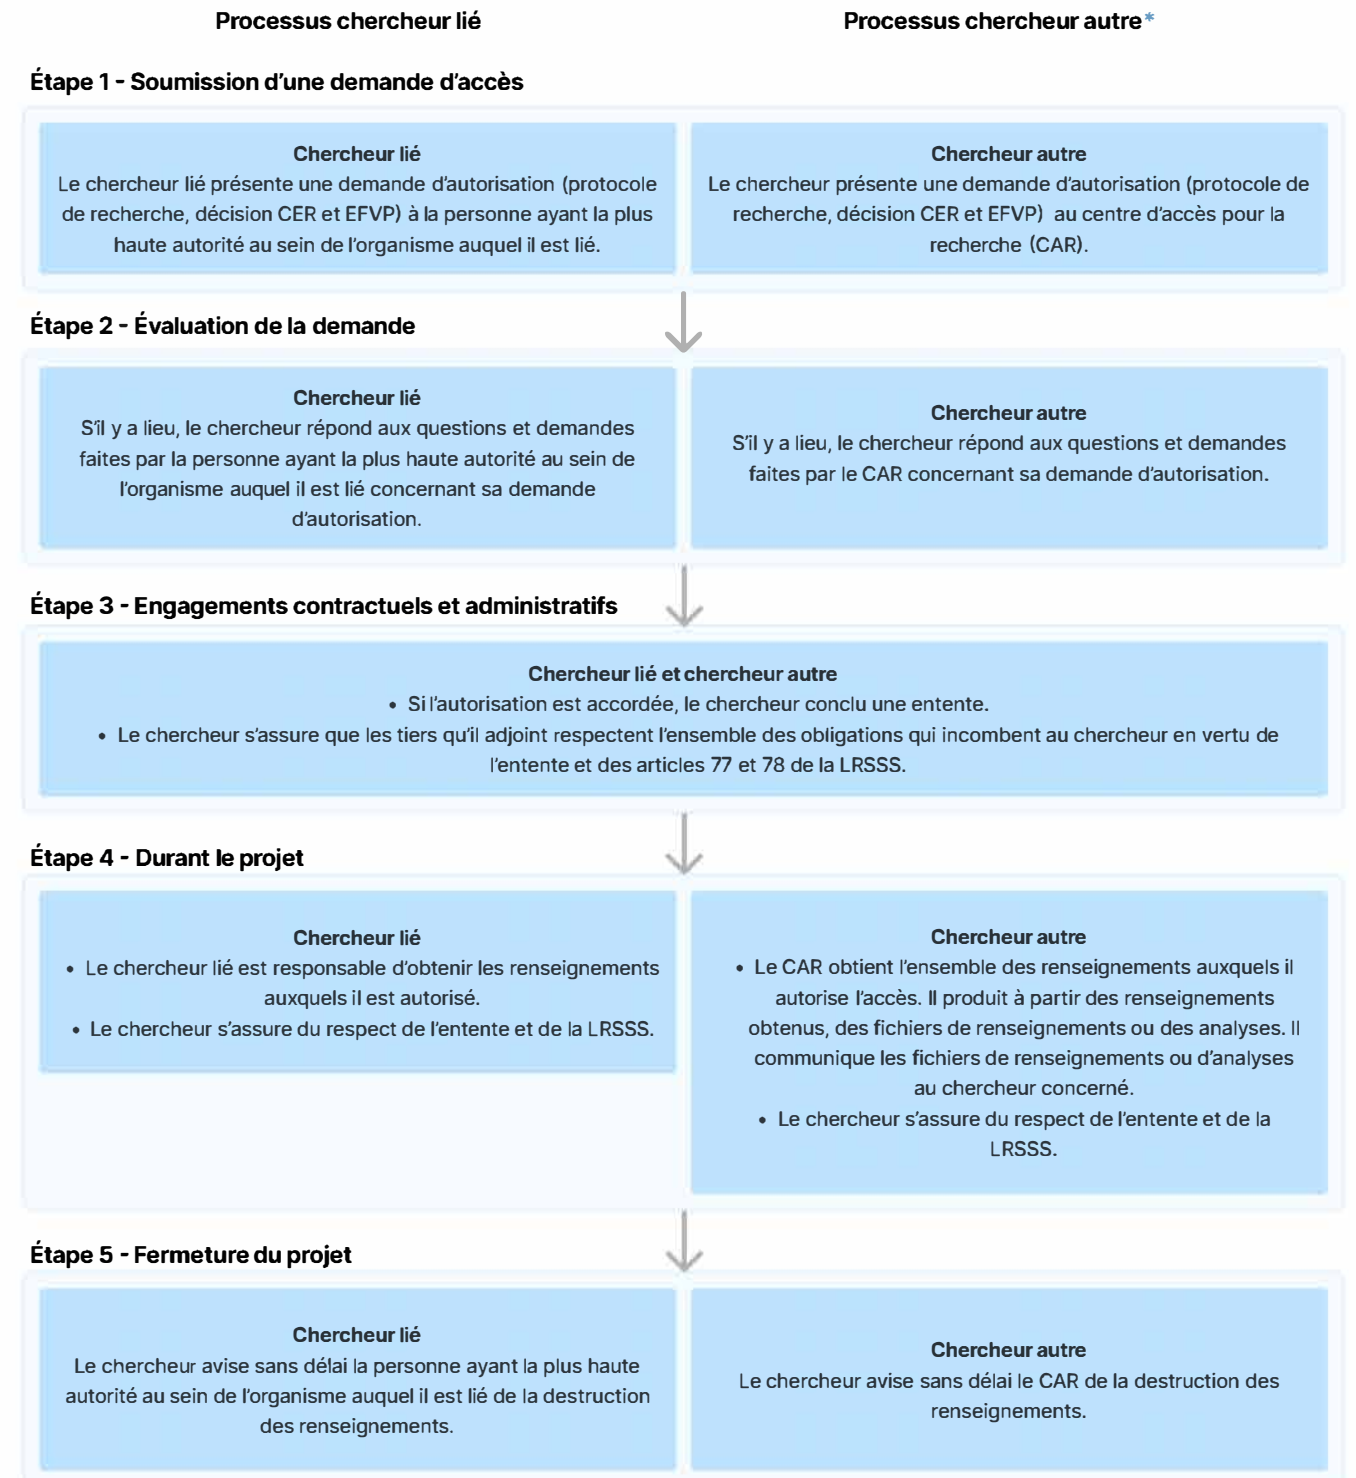 Processus chercheur lié
Processus chercheur autre*
Étape 1 - Soumission d'une demande d'accès
Chercheur lié
Le chercheur lié présente une demande d'autorisation (protocole
de recherche, décision CER et EFVP) à la personne ayant la plus
haute autorité au sein de l'organisme auquel il est lié.
Chercheur autre
Le chercheur présente une demande d'autorisation (protocole de
recherche, décision CER et EFVP) au centre d'accès pour la
recherche (CAR).
Étape 2 - Évaluation de la demande
Chercheur lié
S'il y a lieu, le chercheur répond aux questions et demandes
faites par la personne ayant la plus haute autorité au sein de
l'organisme auquel il est lié concernant sa demande
d'autorisation.
Chercheur autre
S'il y a lieu, le chercheur répond aux questions et demandes
faites par le CAR concernant sa demande d'autorisation.
Étape 3 - Engagements contractuels et administratifs
Chercheur lié et chercheur autre
• Si l'autorisation est accordée, le chercheur conclu une entente.
• Le chercheur s'assure que les tiers qu'il adjoint respectent l'ensemble des obligations qui incombent au chercheur en vertu de
l'entente et des articles 77 et 78 de la LRSSS.
Étape 4 - Durant le projet
Chercheur lié
• Le chercheur lié est responsable d'obtenir les renseignements
auxquels il est autorisé.
• Le chercheur s'assure du respect de l'entente et de la LRSSS.
Chercheur autre
• Le CAR obtient l'ensemble des renseignements auxquels il
autorise l'accès. Il produit à partir des renseignements
obtenus, des fichiers de renseignements ou des analyses. Il
communique les fichiers de renseignements ou d'analyses
au chercheur concerné.
• Le chercheur s'assure du respect de l'entente et de la
LRSSS.
Étape 5 - Fermeture du projet
Chercheur lié
Le chercheur avise sans délai la personne ayant la plus haute
autorité au sein de l'organisme auquel il est lié de la destruction
des renseignements.
Chercheur autre
Le chercheur avise sans délai le CAR de la destruction des
renseignements.